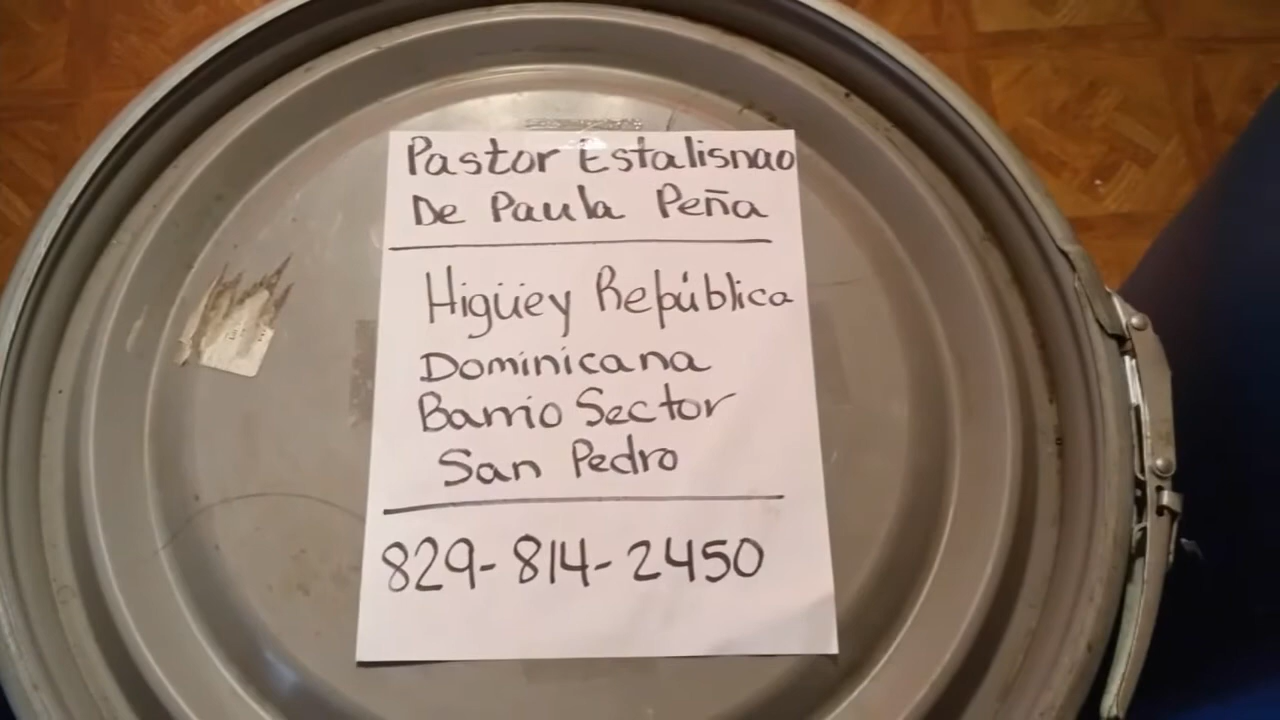 Pastor Estalisnao
De Paula Peña
Higüey República
Dominicana
Barrio Sector
San Pedro
829-814-2450